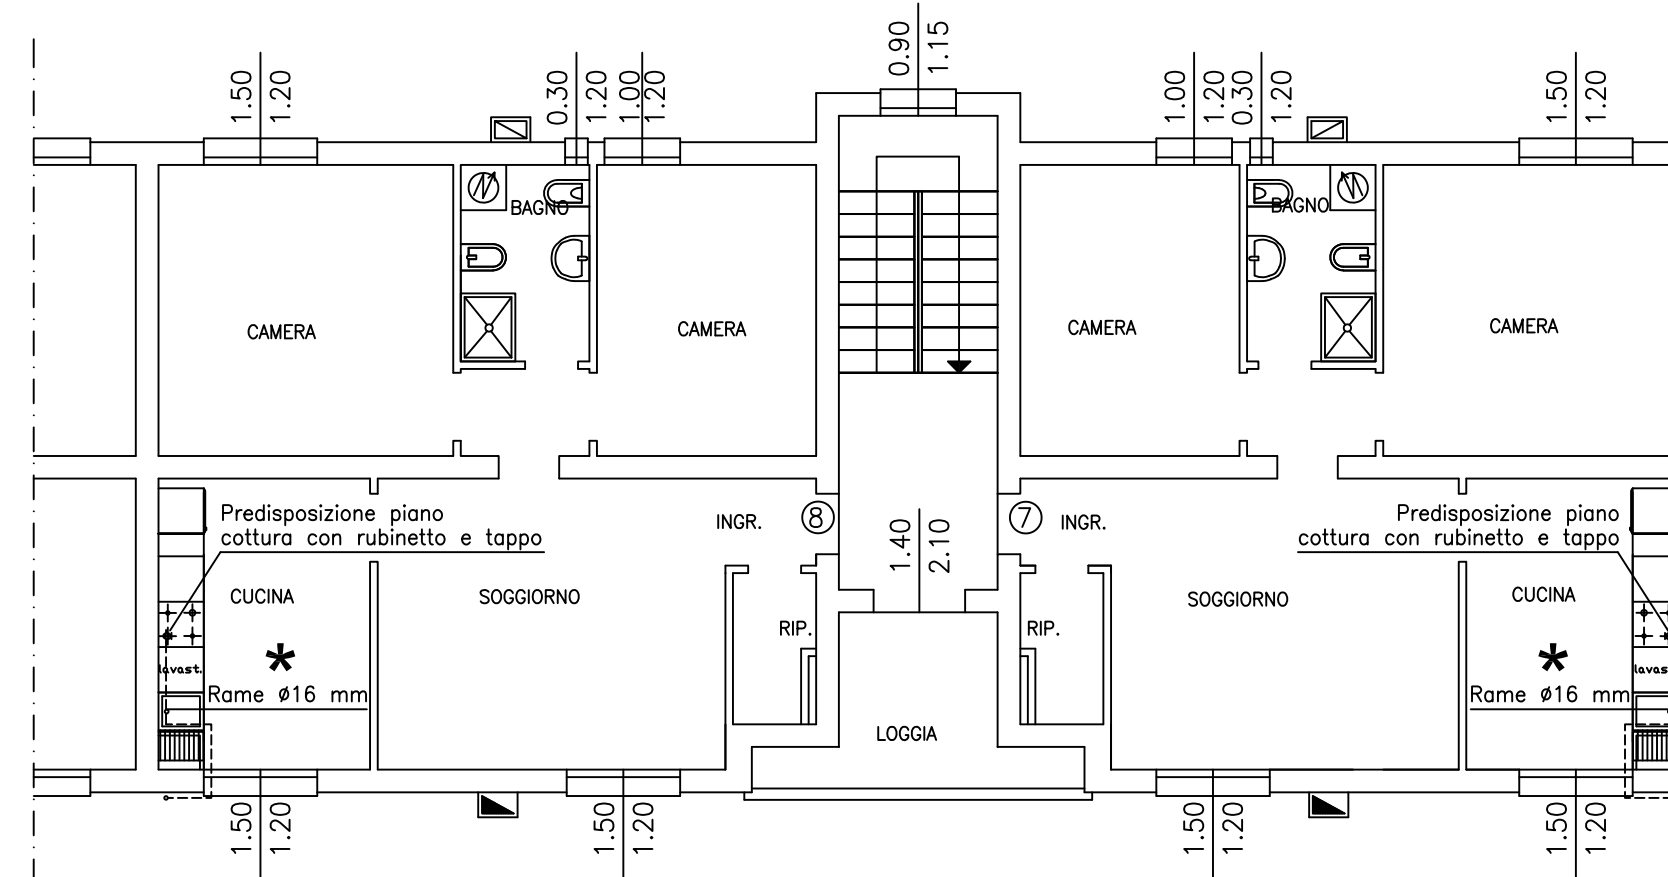 0.90
1.15
1.50
1.20
0.30
1.20
1.00
1.20
1.00
1.20
0.30
1.20
1.50
1.20
BAGNO
BAGNO
CAMERA
CAMERA
CAMERA
CAMERA
Predisposizione piano
cottura con rubinetto e tappo
INGR.
8
7
INGR.
Predisposizione piano
cottura con rubinetto e tappo
1.40
2.10
CUCINA
SOGGIORNO
SOGGIORNO
CUCINA
RIP.
RIP.
*
*
lavast.
lavas
Rame ø16 mm
Rame ø16 mm
LOGGIA
1.50
1.20
1.50
1.20
1.50
1.20
1.50
1.20